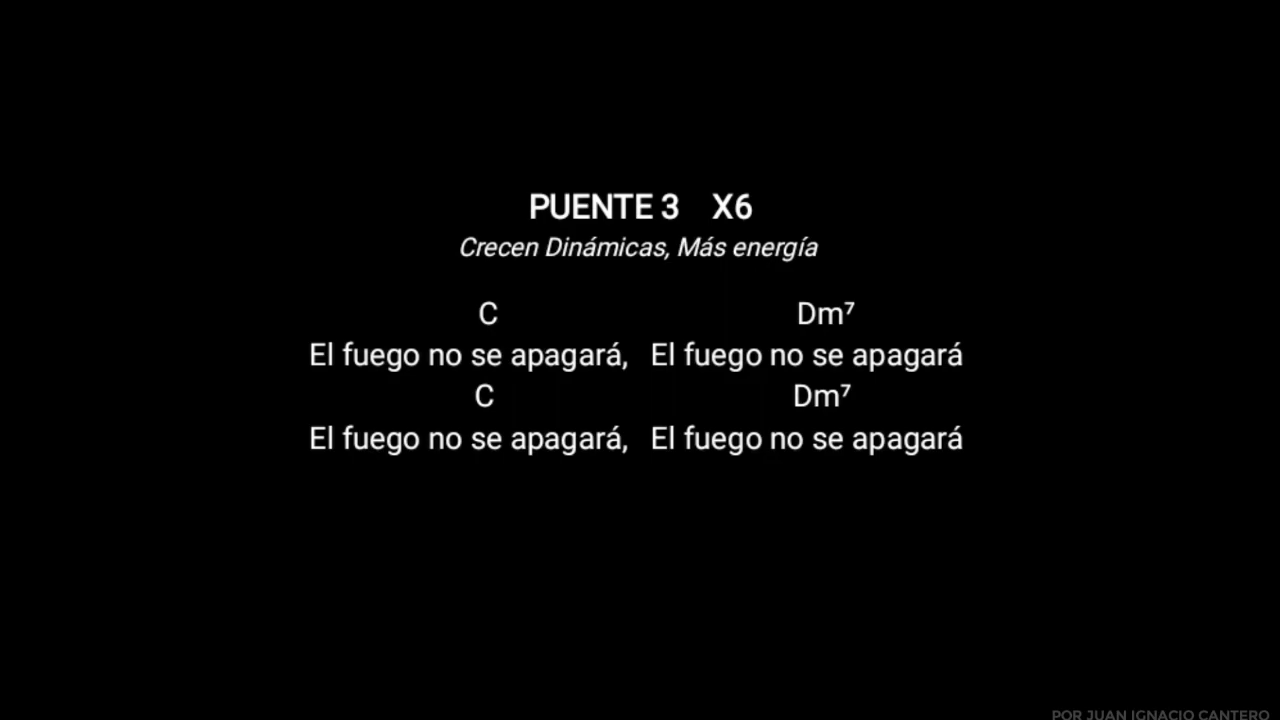 PUENTE 3 X6
Crecen Dinámicas, Más energía
C Dm⁷
El fuego no se apagará, El fuego no se apagará
C Dm⁷
El fuego no se apagará, El fuego no se apagará
POR JUAN IGNACIO CANTERO